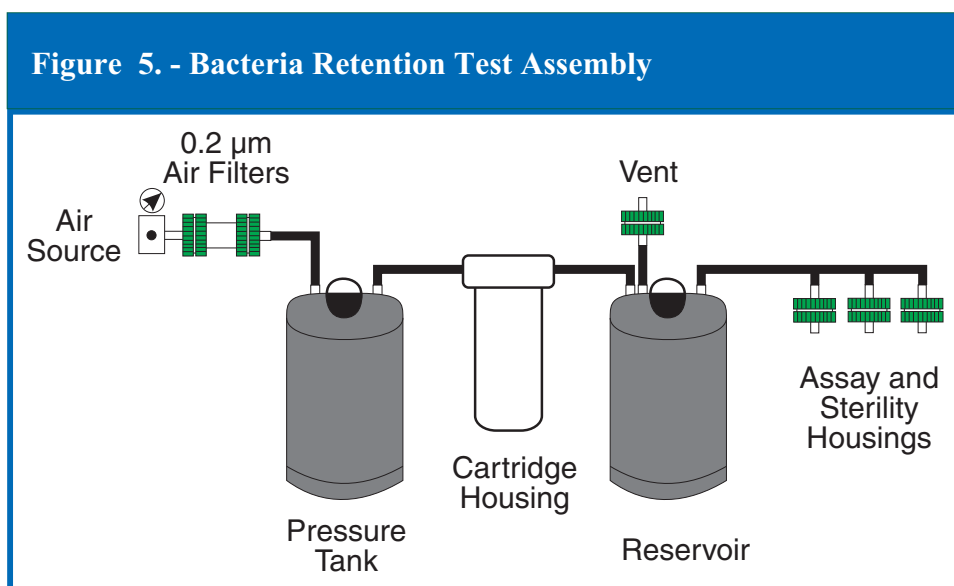 Figure 5. - Bacteria Retention Test Assembly
0.2 µm
Air Filters
Air
Source
Vent
Pressure
Tank
Cartridge
Housing
Reservoir
Assay and
Sterility
Housings